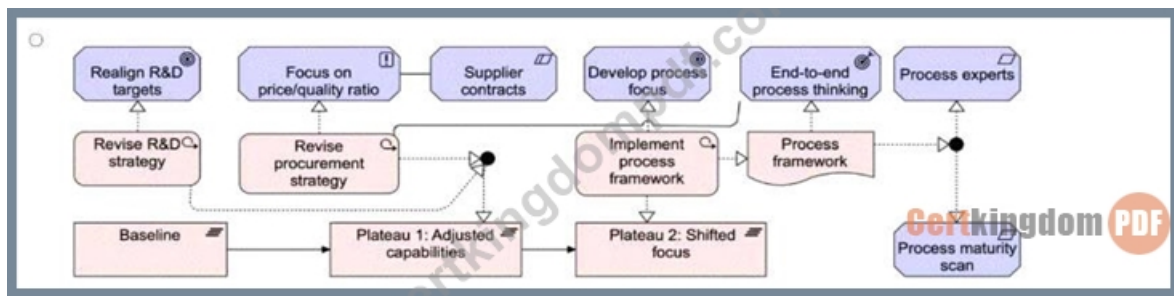 Realign R&D
targets
Focus on
price/quality ratio
Supplier
contracts
Develop process
focus
End-to-end
process thinking
Process experts
Revise R&D
strategy
Revise
procurement
strategy
Implement
process
framework
Process
framework
Baseline
Plateau 1: Adjusted
capabilities
Plateau 2: Shifted
focus
Process maturity
scan
Certkingdom PDF
certkingdompdf.com